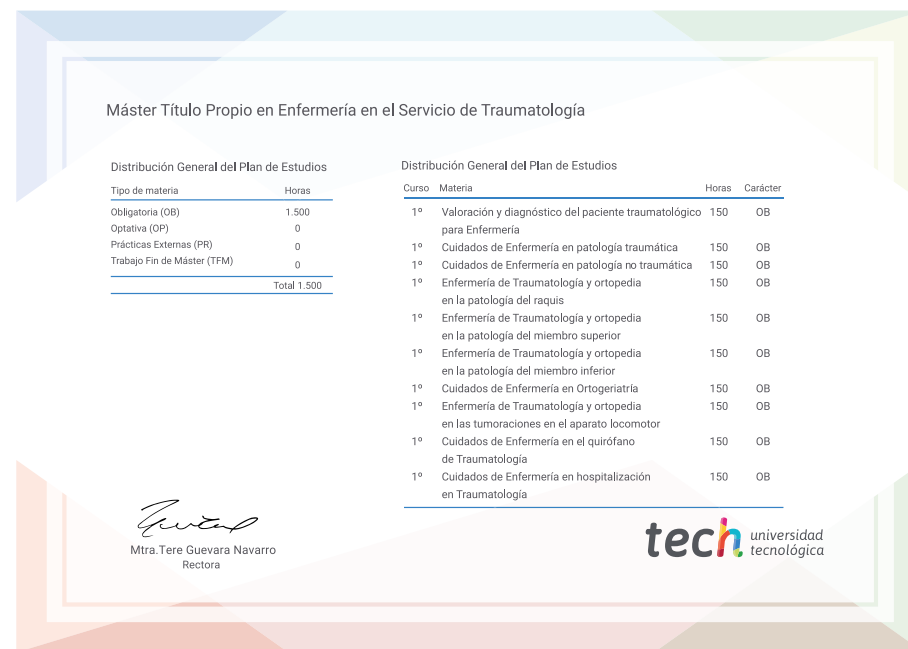 Máster Título Propio en Enfermería en el Servicio de Traumatología
Distribución General del Plan de Estudios
Tipo de materia Horas
Obligatoria (OB) 1.500
Optativa (OP) 0
Prácticas Externas (PR) 0
Trabajo Fin de Máster (TFM) 0
Total 1.500
Distribución General del Plan de Estudios
Curso Materia Horas Carácter
1º Valoración y diagnóstico del paciente traumatológico 150 OB
para Enfermería
1º Cuidados de Enfermería en patología traumática 150 OB
1º Cuidados de Enfermería en patología no traumática 150 OB
1º Enfermería de Traumatología y ortopedia 150 OB
en la patología del raquis
1º Enfermería de Traumatología y ortopedia 150 OB
en la patología del miembro superior
1º Enfermería de Traumatología y ortopedia 150 OB
en la patología del miembro inferior
1º Cuidados de Enfermería en Ortogeriatría 150 OB
1º Enfermería de Traumatología y ortopedia 150 OB
en las tumoraciones en el aparato locomotor
1º Cuidados de Enfermería en el quirófano 150 OB
de Traumatología
1º Cuidados de Enfermería en hospitalización 150 OB
en Traumatología
Mtra.Tere Guevara Navarro
Rectora
tech universidad
tecnológica